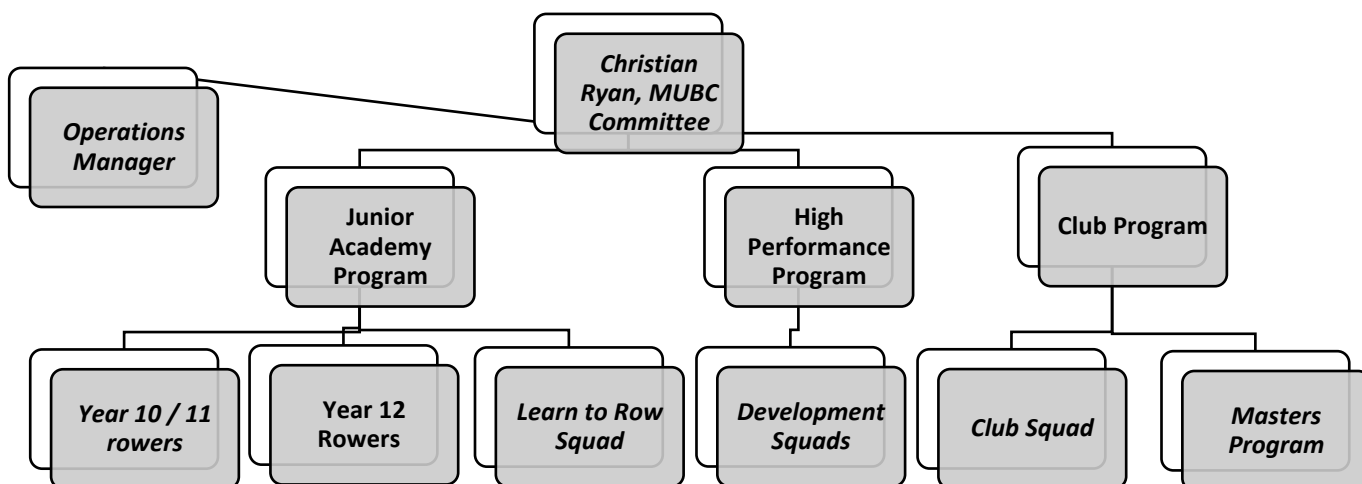 Christian
Ryan, MUBC
Committee
Operations
Manager
Junior
Academy
Program
High
Performance
Program
Club Program
Year 10 / 11
rowers
Year 12
Rowers
Learn to Row
Squad
Development
Squads
Club Squad
Masters
Program